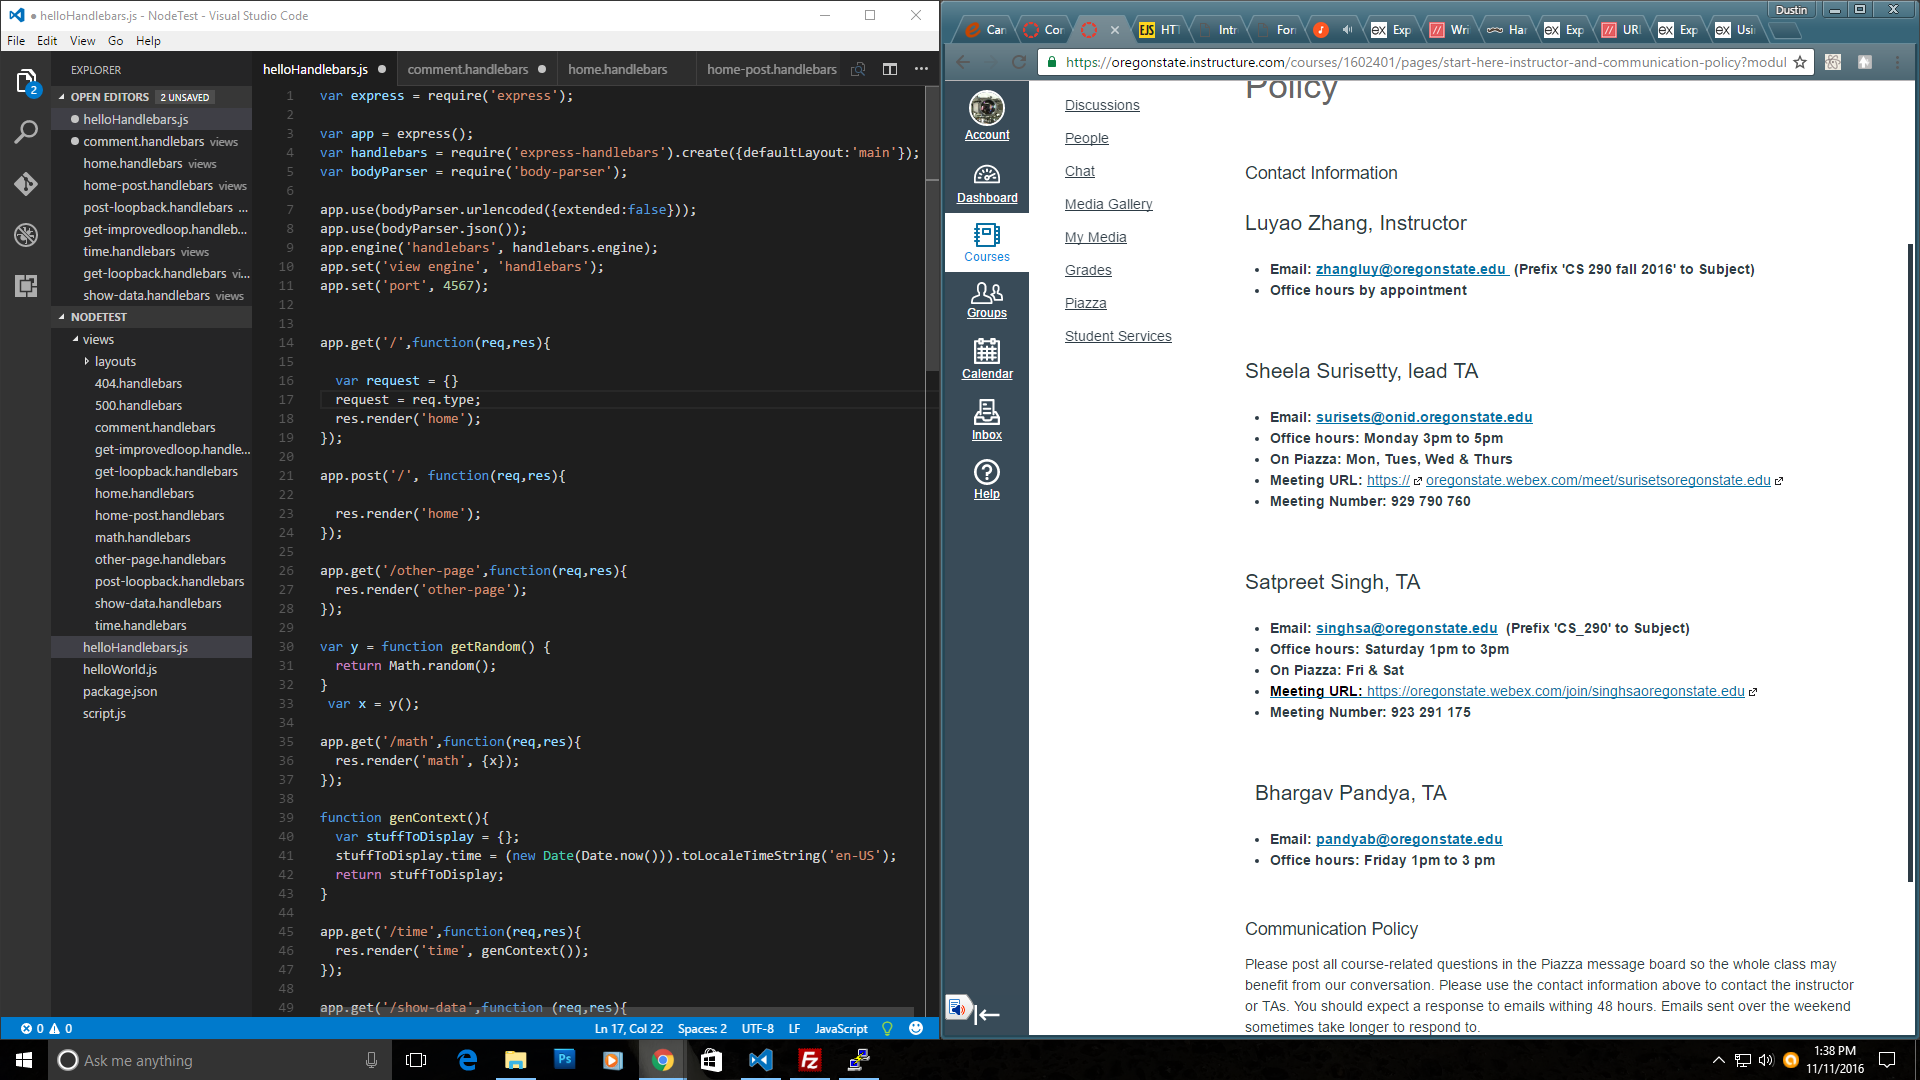 ● helloHandlebars.js - NodeTest - Visual Studio Code
File Edit View Go Help
EXPLORER
2
OPEN EDITORS 2 UNSAVED
helloHandlebars.js
comment.handlebars views
home.handlebars views
home-post.handlebars views
post-loopback.handlebars ...
get-improvedloop.handleb...
time.handlebars views
get-loopback.handlebars vi...
show-data.handlebars views
NODETEST
views
layouts
404.handlebars
500.handlebars
comment.handlebars
get-improvedloop.handle...
get-loopback.handlebars
home.handlebars
home-post.handlebars
math.handlebars
other-page.handlebars
post-loopback.handlebars
show-data.handlebars
time.handlebars
helloHandlebars.js
helloWorld.js
package.json
script.js
helloHandlebars.js ● comment.handlebars ● home.handlebars home-post.handlebars
1 var express = require('express');
2
3 var app = express();
4 var handlebars = require('express-handlebars').create({defaultLayout:'main'});
5 var bodyParser = require('body-parser');
6
7 app.use(bodyParser.urlencoded({extended:false}));
8 app.use(bodyParser.json());
9 app.engine('handlebars', handlebars.engine);
10 app.set('view engine', 'handlebars');
11 app.set('port', 4567);
12
13
14 app.get('/',function(req,res){
15
16 var request = {}
17 request = req.type;
18 res.render('home');
19 });
20
21 app.post('/', function(req,res){
22
23 res.render('home');
24 });
25
26 app.get('/other-page',function(req,res){
27 res.render('other-page');
28 });
29
30 var y = function getRandom() {
31 return Math.random();
32 }
33 var x = y();
34
35 app.get('/math',function(req,res){
36 res.render('math', {x});
37 });
38
39 function genContext(){
40 var stuffToDisplay = {};
41 stuffToDisplay.time = (new Date(Date.now())).toLocaleTimeString('en-US');
42 return stuffToDisplay;
43 }
44
45 app.get('/time',function(req,res){
46 res.render('time', genContext());
47 });
48
49 app.get('/show-data',function (req,res){
0 0 Ln 17, Col 22 Spaces: 2 UTF-8 LF JavaScript
Dustin
Can Cor EJS HTT Intr For ex Exp Wri Har ex Exp URL ex Exp ex Usi
https://oregonstate.instructure.com/courses/1602401/pages/start-here-instructor-and-communication-policy?modul
Account
Dashboard
Courses
Groups
Calendar
Inbox
Help
Discussions
People
Chat
Media Gallery
My Media
Grades
Piazza
Student Services
Policy
Contact Information
Luyao Zhang, Instructor
• Email: zhangluy@oregonstate.edu (Prefix 'CS 290 fall 2016' to Subject)
• Office hours by appointment
Sheela Surisetty, lead TA
• Email: surisets@onid.oregonstate.edu
• Office hours: Monday 3pm to 5pm
• On Piazza: Mon, Tues, Wed & Thurs
• Meeting URL: https:// oregonstate.webex.com/meet/surisetsoregonstate.edu
• Meeting Number: 929 790 760
Satpreet Singh, TA
• Email: singhsa@oregonstate.edu (Prefix 'CS_290' to Subject)
• Office hours: Saturday 1pm to 3pm
• On Piazza: Fri & Sat
• Meeting URL: https://oregonstate.webex.com/join/singhsaoregonstate.edu
• Meeting Number: 923 291 175
Bhargav Pandya, TA
• Email: pandyab@oregonstate.edu
• Office hours: Friday 1pm to 3 pm
Communication Policy
Please post all course-related questions in the Piazza message board so the whole class may
benefit from our conversation. Please use the contact information above to contact the instructor
or TAs. You should expect a response to emails withing 48 hours. Emails sent over the weekend
sometimes take longer to respond to.
Ask me anything
Ps
Fz
1:38 PM
11/11/2016